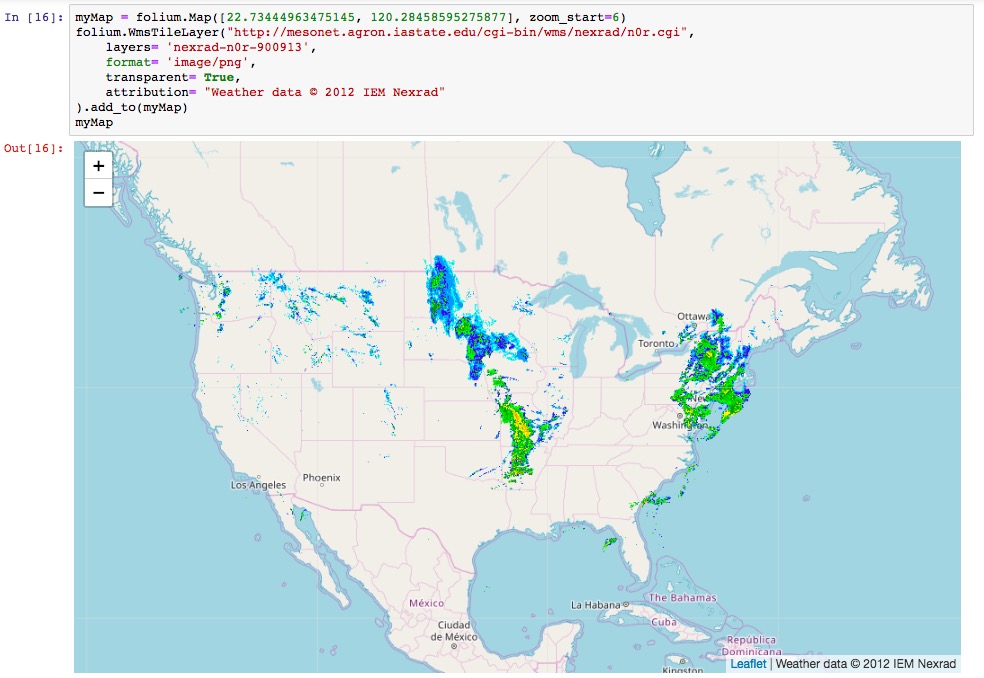 In [16]: myMap = folium.Map([22.73444963475145, 120.28458595275877], zoom_start=6)
folium.WmsTileLayer("http://mesonet.agron.iastate.edu/cgi-bin/wms/nexrad/n0r.cgi",
    layers= 'nexrad-n0r-900913',
    format= 'image/png',
    transparent= True,
    attribution= "Weather data © 2012 IEM Nexrad"
).add_to(myMap)
myMap
Out[16]:
+
−
Ottawa
Toronto
New
Washington
Los Angeles
Phoenix
México
La Habana
The Bahamas
Cuba
Ciudad
de México
República
Dominicana
Kingston
Leaflet | Weather data © 2012 IEM Nexrad